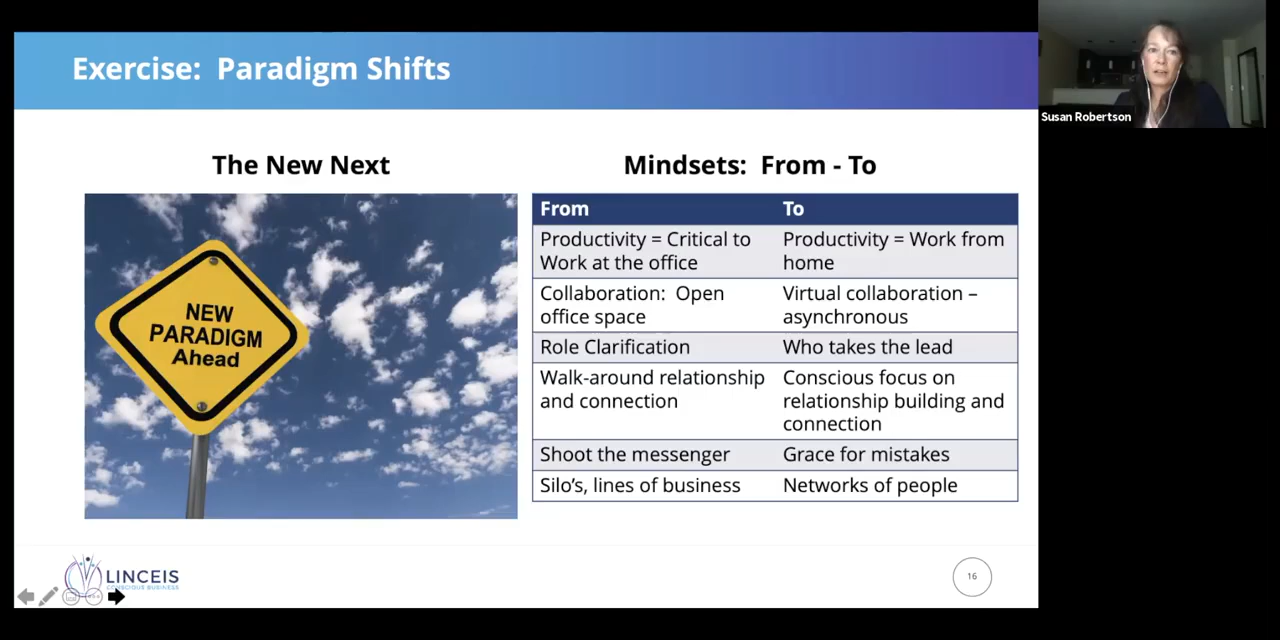 Exercise: Paradigm Shifts
Susan Robertson
The New Next
NEW
PARADIGM
Ahead
Mindsets: From - To
From To
Productivity = Critical to Productivity = Work from
Work at the office home
Collaboration: Open Virtual collaboration –
office space asynchronous
Role Clarification Who takes the lead
Walk-around relationship Conscious focus on
and connection relationship building and
connection
Shoot the messenger Grace for mistakes
Silo's, lines of business Networks of people
LINCEIS
CONSCIOUS BUSINESS
16